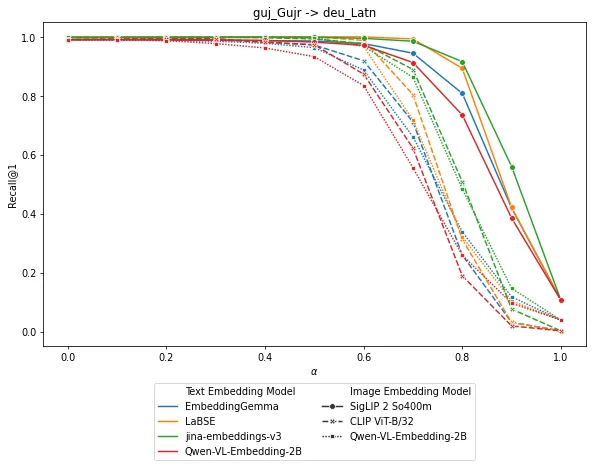 guj_Gujr -> deu_Latn
1.0
0.8
0.6
0.4
0.2
0.0
Recall@1
0.0 0.2 0.4 0.6 0.8 1.0
α
Text Embedding Model Image Embedding Model
EmbeddingGemma SigLIP 2 So400m
LaBSE CLIP ViT-B/32
jina-embeddings-v3 Qwen-VL-Embedding-2B
Qwen-VL-Embedding-2B